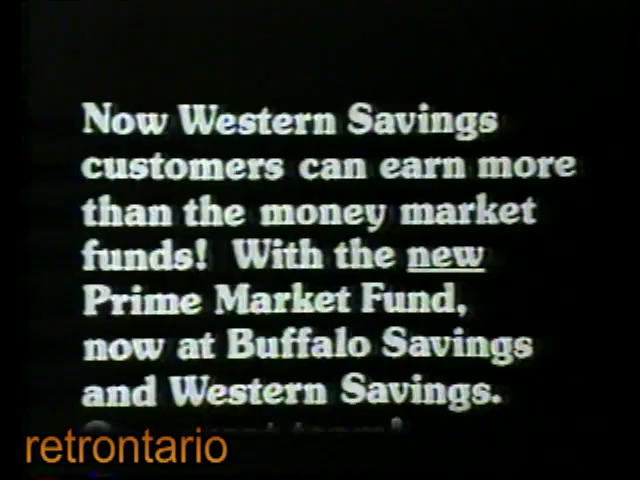 Now Western Savings
customers can earn more
than the money market
funds! With the new
Prime Market Fund,
now at Buffalo Savings
and Western Savings.
retrontario